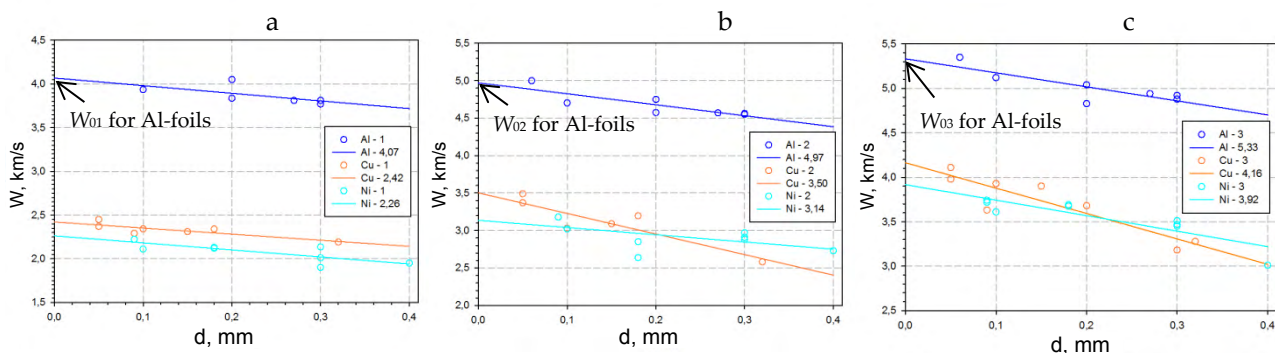 a
W, km/s
4,5
4,0
3,5
3,0
2,5
2,0
1,5
0,0 0,1 0,2 0,3 0,4
d, mm
W01 for Al-foils
Al - 1
Al - 4,07
Cu - 1
Cu - 2,42
Ni - 1
Ni - 2,26
b
W, km/s
5,5
5,0
4,5
4,0
3,5
3,0
2,5
2,0
0,0 0,1 0,2 0,3 0,4
d, mm
W02 for Al-foils
Al - 2
Al - 4,97
Cu - 2
Cu - 3,50
Ni - 2
Ni - 3,14
c
W, km/s
5,5
5,0
4,5
4,0
3,5
3,0
2,5
0,0 0,1 0,2 0,3 0,4
d, mm
W03 for Al-foils
Al - 3
Al - 5,33
Cu - 3
Cu - 4,16
Ni - 3
Ni - 3,92